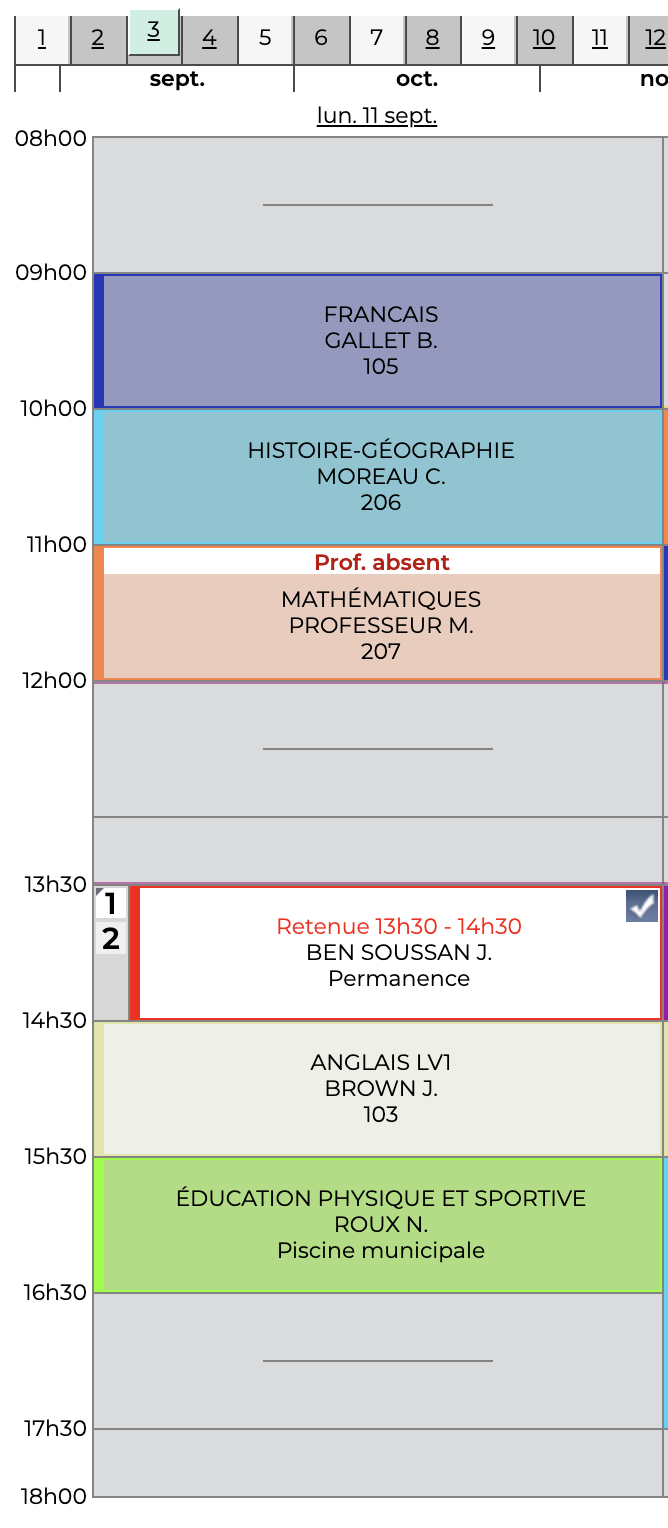 1 2 3 4 5 6 7 8 9 10 11 12
sept. oct. no
lun. 11 sept.
08h00
09h00
FRANCAIS
GALLET B.
105
10h00
HISTOIRE-GÉOGRAPHIE
MOREAU C.
206
11h00
Prof. absent
MATHÉMATIQUES
PROFESSEUR M.
207
12h00
13h30
1
2
Retenue 13h30 - 14h30
BEN SOUSSAN J.
Permanence
14h30
ANGLAIS LV1
BROWN J.
103
15h30
ÉDUCATION PHYSIQUE ET SPORTIVE
ROUX N.
Piscine municipale
16h30
17h30
18h00